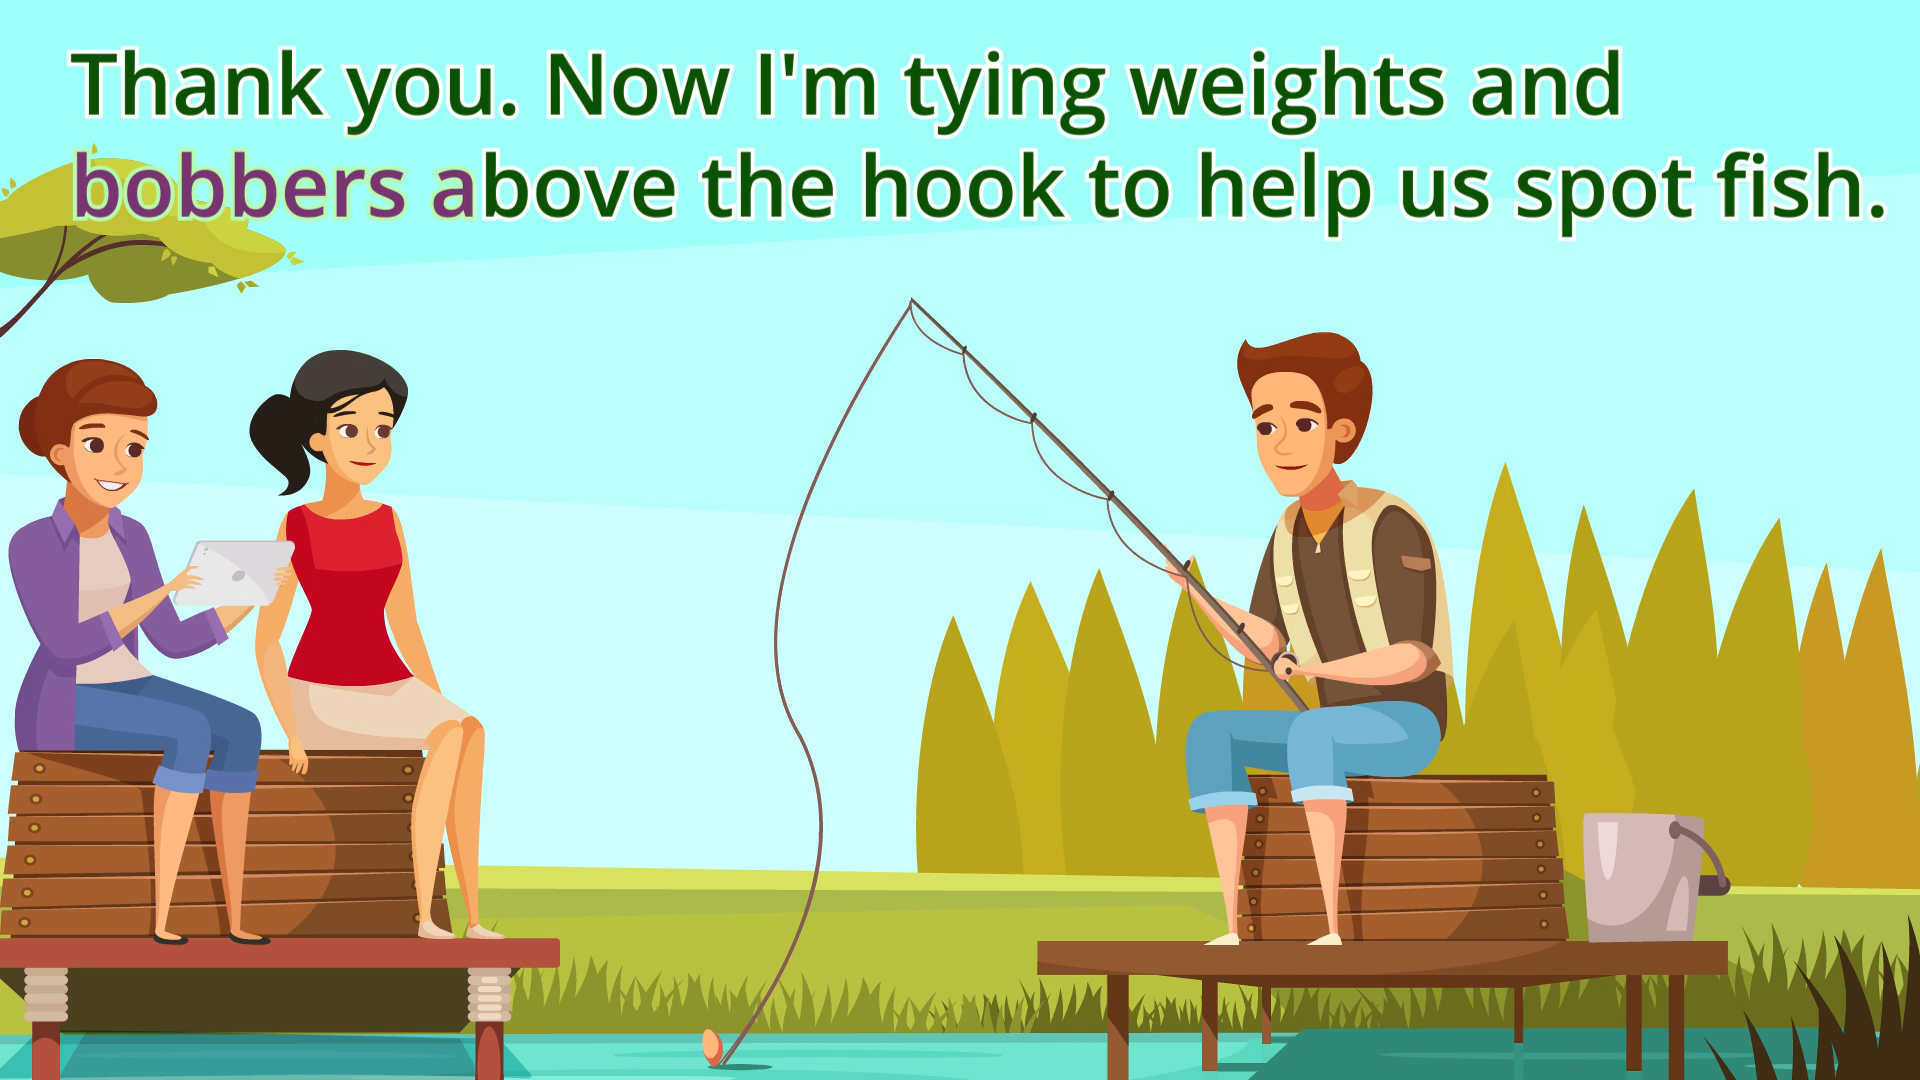 Thank you. Now I'm tying weights and
bobbers above the hook to help us spot fish.